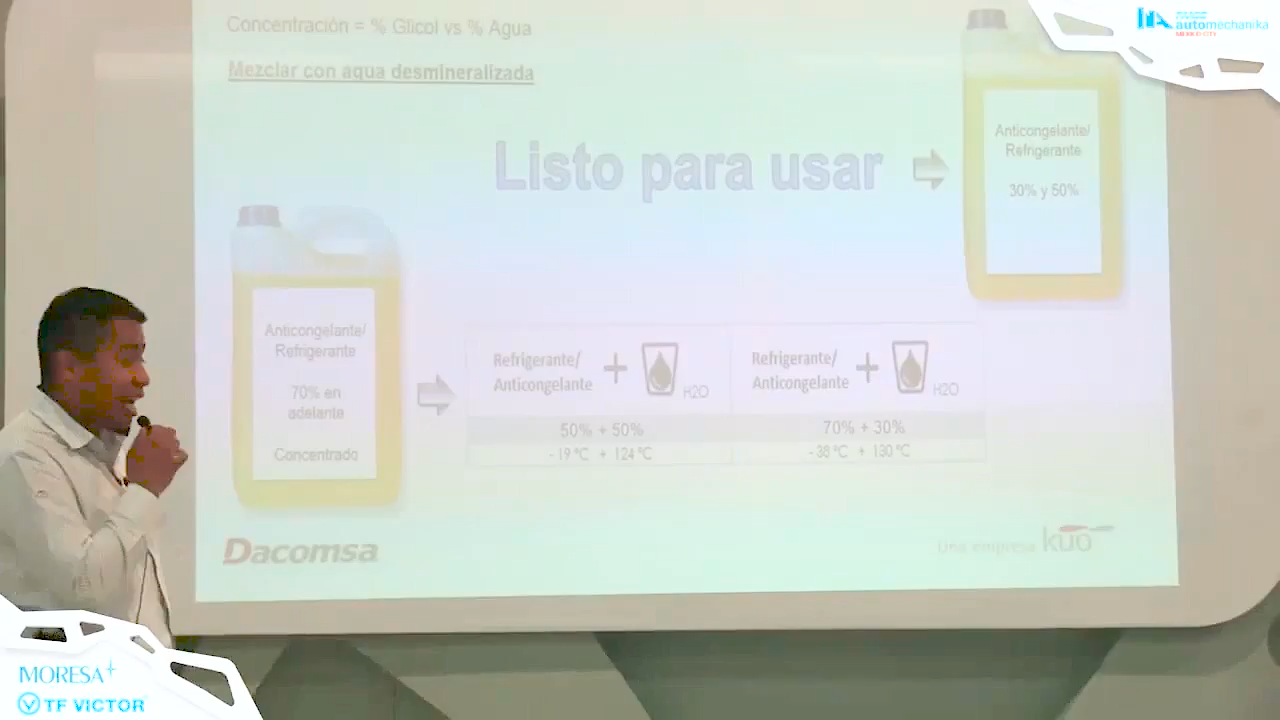 Concentración = % Glicol vs % Agua
Mezclar con agua desmineralizada
Listo para usar
Anticongelante/
Refrigerante
30% y 50%
Anticongelante/
Refrigerante
70% en
adelante
Concentrado
Refrigerante/
Anticongelante
+
H2O
50% + 50%
- 19 °C + 124 °C
Refrigerante/
Anticongelante
+
H2O
70% + 30%
- 38 °C + 130 °C
Dacomsa
Una empresa kuo
automechanika
MEXICO CITY
MORESA
TF VICTOR